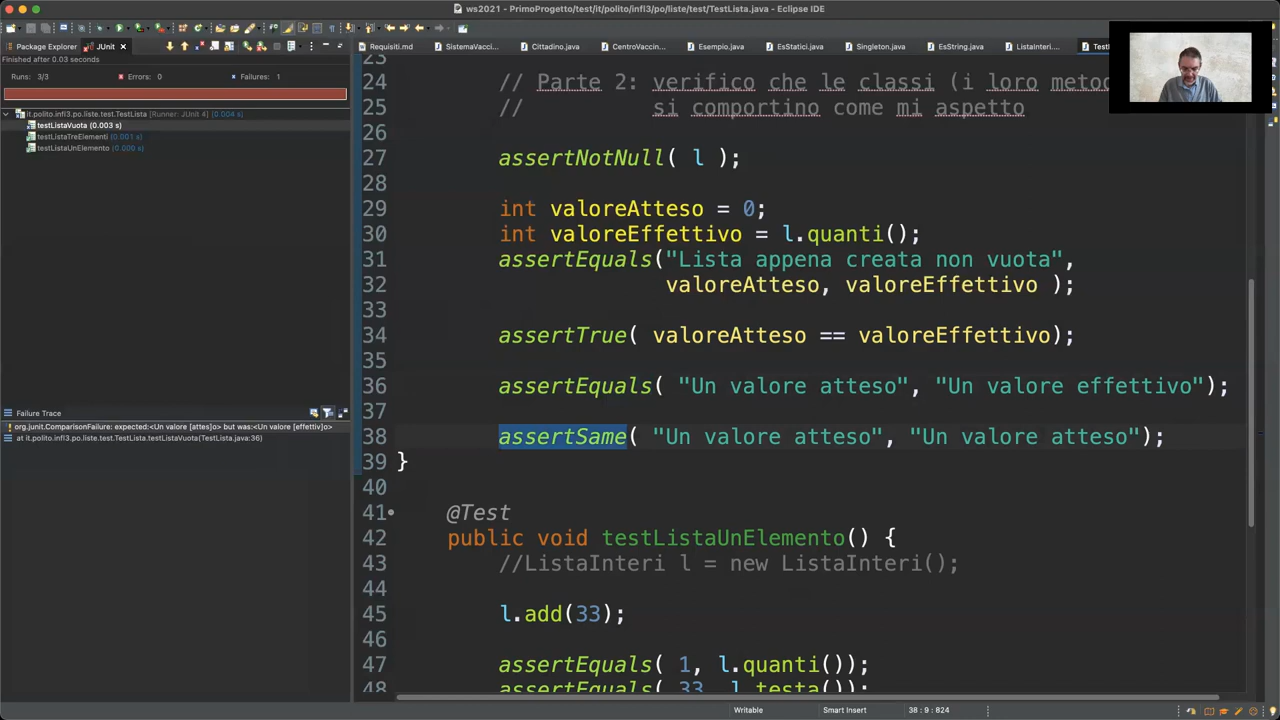 ws2021 - PrimoProgetto/test/it/polito/infl3/po/liste/test/TestLista.java - Eclipse IDE
Package Explorer
JUnit
Requisiti.md
SistemaVacci...
Cittadino.java
CentroVaccin...
Esempio.java
EsStatici.java
Singleton.java
EsString.java
ListaInteri....
Finished after 0.03 seconds
Runs: 3/3
Errors: 0
Failures: 1
it.polito.infl3.po.liste.test.TestLista [Runner: JUnit 4] (0.004 s)
testListaVuota (0.003 s)
testListaTreElementi (0.001 s)
testListaUnElemento (0.000 s)
Failure Trace
org.junit.ComparisonFailure: expected:<Un valore [attes]o> but was:<Un valore [effettiv]o>
at it.polito.infl3.po.liste.test.TestLista.testListaVuota(TestLista.java:36)
23
24 // Parte 2: verifico che le classi (i loro metod
25 // si comportino come mi aspetto
26
27 assertNotNull( l );
28
29 int valoreAtteso = 0;
30 int valoreEffettivo = l.quanti();
31 assertEquals("Lista appena creata non vuota",
32 valoreAtteso, valoreEffettivo );
33
34 assertTrue( valoreAtteso == valoreEffettivo);
35
36 assertEquals( "Un valore atteso", "Un valore effettivo");
37
38 assertSame( "Un valore atteso", "Un valore atteso");
39 }
40
41 @Test
42 public void testListaUnElemento() {
43 //ListaInteri l = new ListaInteri();
44
45 l.add(33);
46
47 assertEquals( 1, l.quanti());
48 assertEquals( 33, l.testa());
Writable
Smart Insert
38 : 9 : 824